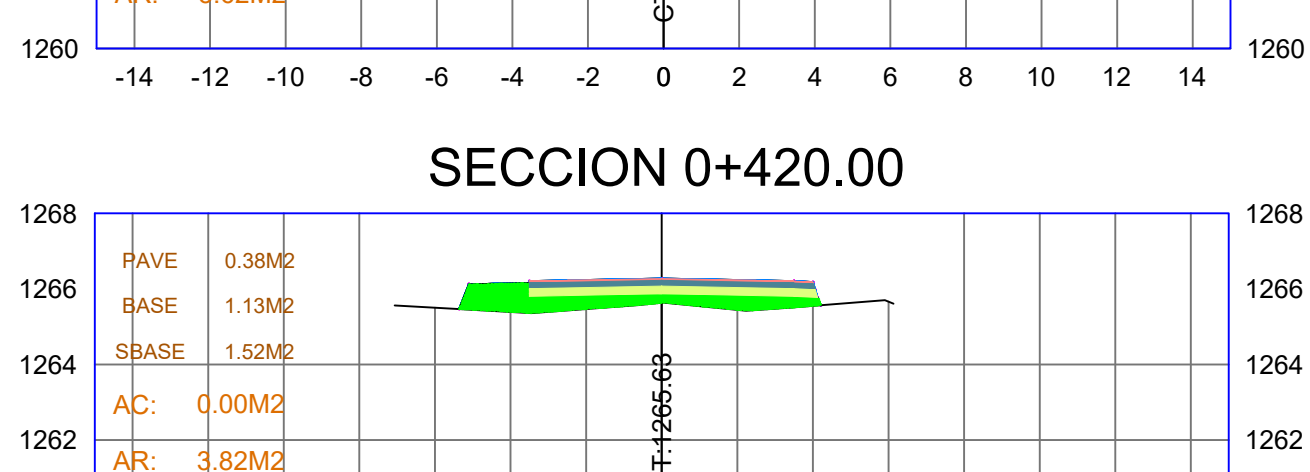 1260 1260
-14 -12 -10 -8 -6 -4 -2 0 2 4 6 8 10 12 14
SECCION 0+420.00
1268 1268
PAVE 0.38M2
1266 1266
BASE 1.13M2
SBASE 1.52M2
1264 1264
AC: 0.00M2
T:1265.63
1262 1262
AR: 3.82M2